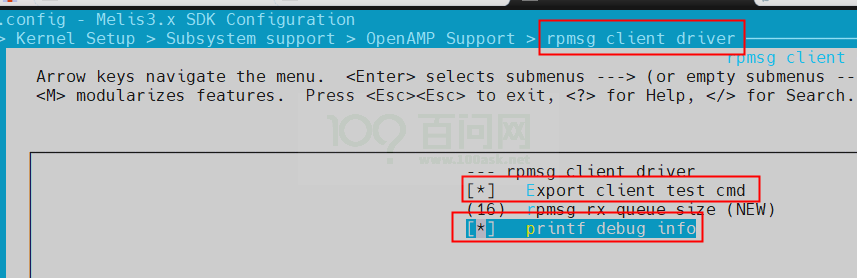 .config - Melis3.x SDK Configuration
> Kernel Setup > Subsystem support > OpenAMP Support > rpmsg client driver
rpmsg client
Arrow keys navigate the menu.  <Enter> selects submenus ---> (or empty submenus --
<M> modularizes features.  Press <Esc><Esc> to exit, <?> for Help, </> for Search.
百问网
www.100ask.net
--- rpmsg client driver
[*]   Export client test cmd
(16)  rpmsg rx queue size (NEW)
[*]   printf debug info